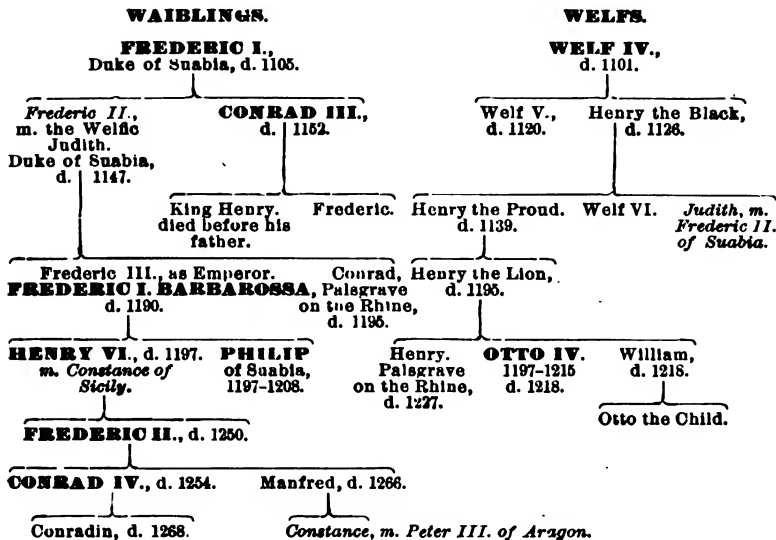 WAIBLINGS.
FREDERIC I.,
Duke of Suabia, d. 1105.
Frederic II.,
m. the Welfic
Judith.
Duke of Suabia,
d. 1147.
CONRAD III.,
d. 1152.
King Henry.
died before his
father.
Frederic.
Frederic III., as Emperor.
FREDERIC I. BARBAROSSA,
d. 1190.
Conrad,
Palsgrave
on the Rhine,
d. 1195.
HENRY VI., d. 1197.
m. Constance of
Sicily.
PHILIP
of Suabia,
1197-1208.
FREDERIC II., d. 1250.
CONRAD IV., d. 1254.
Manfred, d. 1266.
Conradin, d. 1268.
Constance, m. Peter III. of Aragon.
WELFS.
WELF IV.,
d. 1101.
Welf V.,
d. 1120.
Henry the Black,
d. 1126.
Henry the Proud.
d. 1139.
Welf VI.
Judith, m.
Frederic II.
of Suabia.
Henry the Lion,
d. 1195.
Henry.
Palsgrave
on the Rhine,
d. 1227.
OTTO IV.
1197-1215
d. 1218.
William,
d.
Otto the Child.